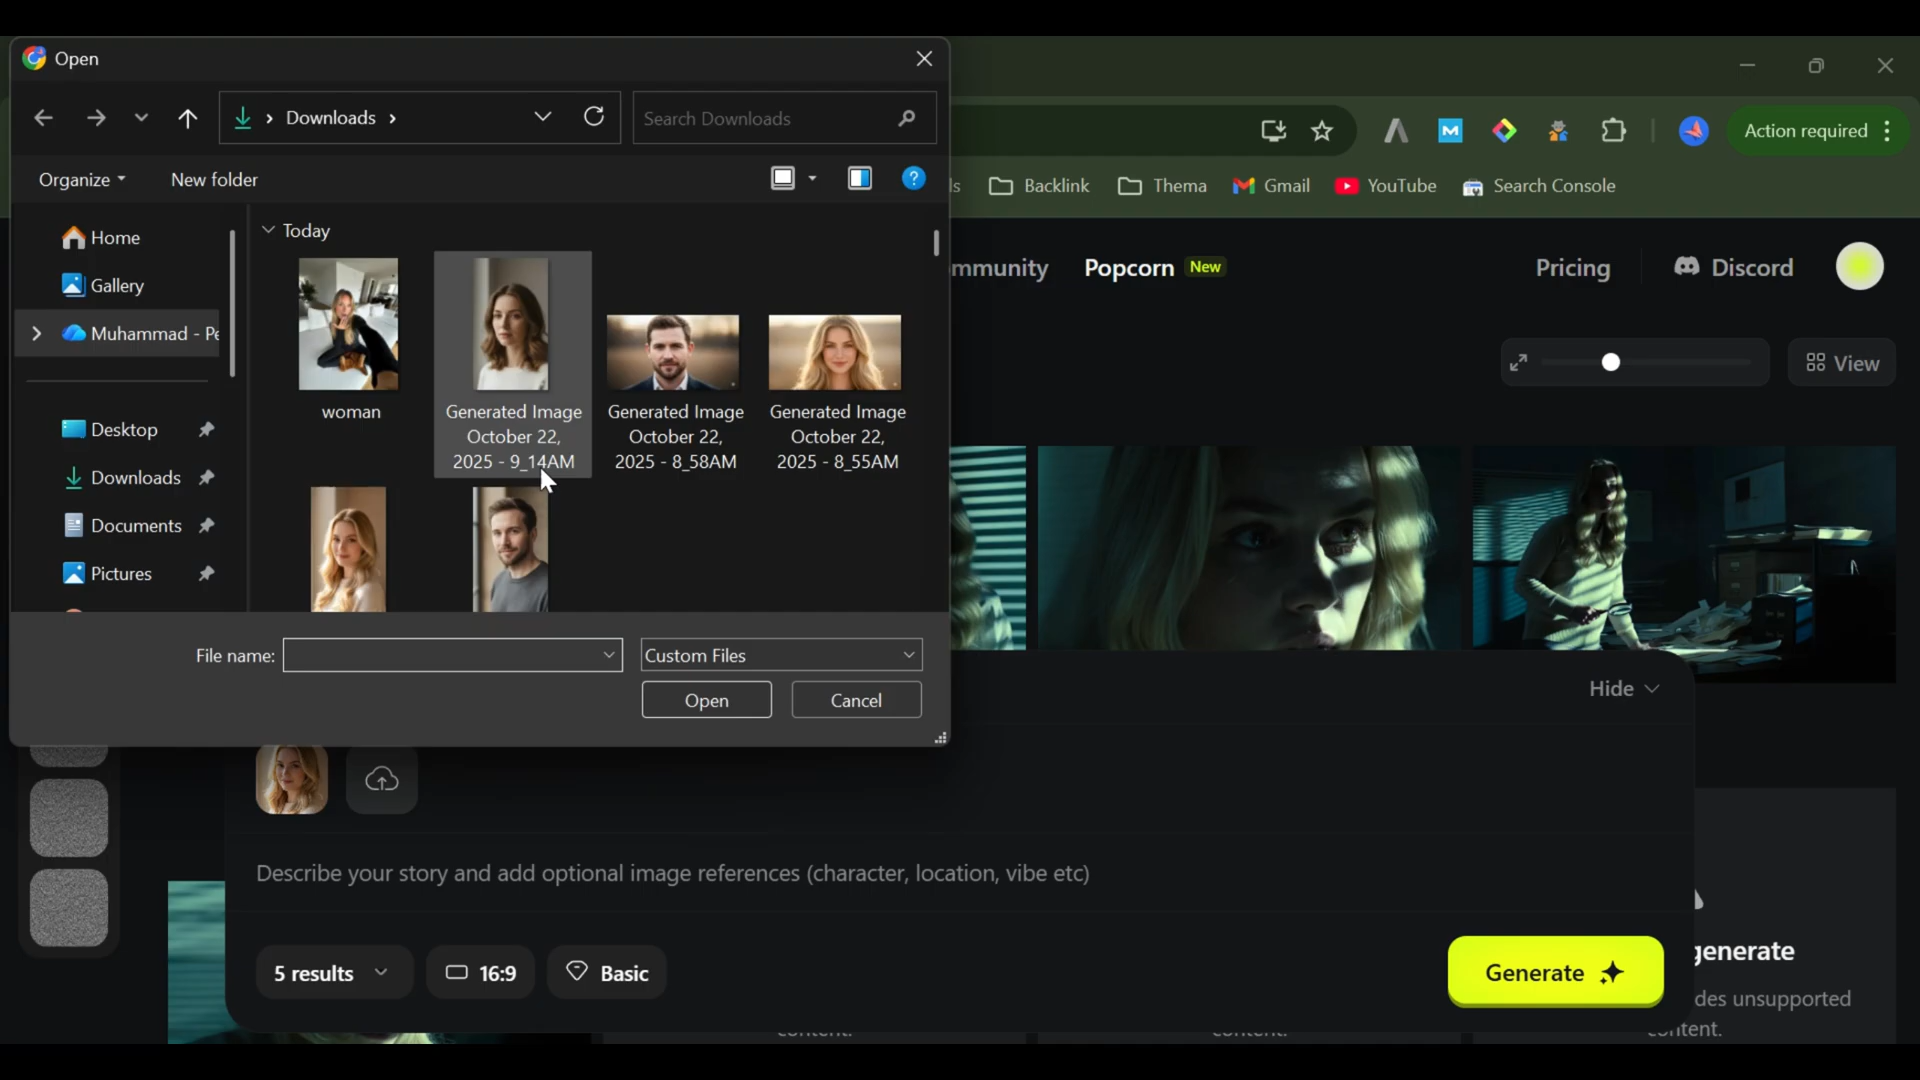 Open
Downloads
Search Downloads
Action required
Organize
New folder
Backlink
Thema
Gmail
YouTube
Search Console
Home
Gallery
Muhammad - Pe
Desktop
Downloads
Documents
Pictures
Today
woman
Generated Image
October 22,
2025 - 9_14AM
Generated Image
October 22,
2025 - 8_58AM
Generated Image
October 22,
2025 - 8_55AM
ommunity
Popcorn New
Pricing
Discord
View
File name:
Custom Files
Open
Cancel
Hide
Describe your story and add optional image references (character, location, vibe etc)
5 results
16:9
Basic
Generate
generate
des unsupported
content.